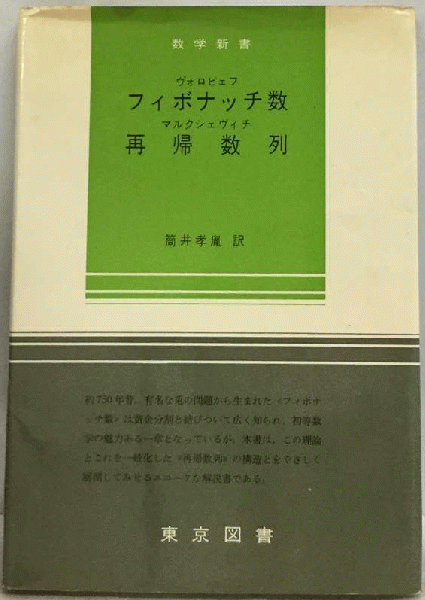 数学新書
ヴォロビェフ
フィボナッチ数
マルクシェヴィチ
再帰数列
筒井孝胤 訳
約750年昔、有名な兎の問題から生まれた《フィボナ
ッチ数》は黄金分割と結びついて広く知られ、初等数
学の魅力ある一章となっているが、本書は、この理論
とこれを一般化した《再帰数列》の構造とをやさしく
展開してみせるユニークな解説書である。
東京図書